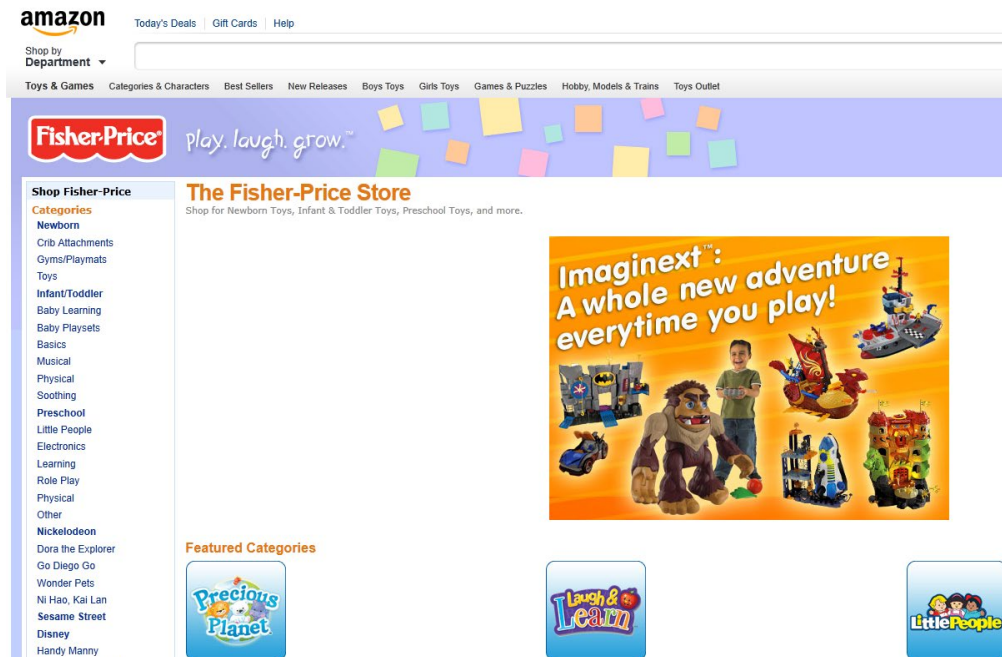 amazon
Today's Deals Gift Cards Help
Shop by
Department
Toys & Games Categories & Characters Best Sellers New Releases Boys Toys Girls Toys Games & Puzzles Hobby, Models & Trains Toys Outlet
Fisher-Price® play. laugh. grow.™
Shop Fisher-Price
Categories
Newborn
Crib Attachments
Gyms/Playmats
Toys
Infant/Toddler
Baby Learning
Baby Playsets
Basics
Musical
Physical
Soothing
Preschool
Little People
Electronics
Learning
Role Play
Physical
Other
Nickelodeon
Dora the Explorer
Go Diego Go
Wonder Pets
Ni Hao, Kai Lan
Sesame Street
Disney
Handy Manny
The Fisher-Price Store
Shop for Newborn Toys, Infant & Toddler Toys, Preschool Toys, and more.
Imaginext™:
A whole new adventure
everytime you play!
Featured Categories
Precious
Planet
Laugh &
Learn
Little People